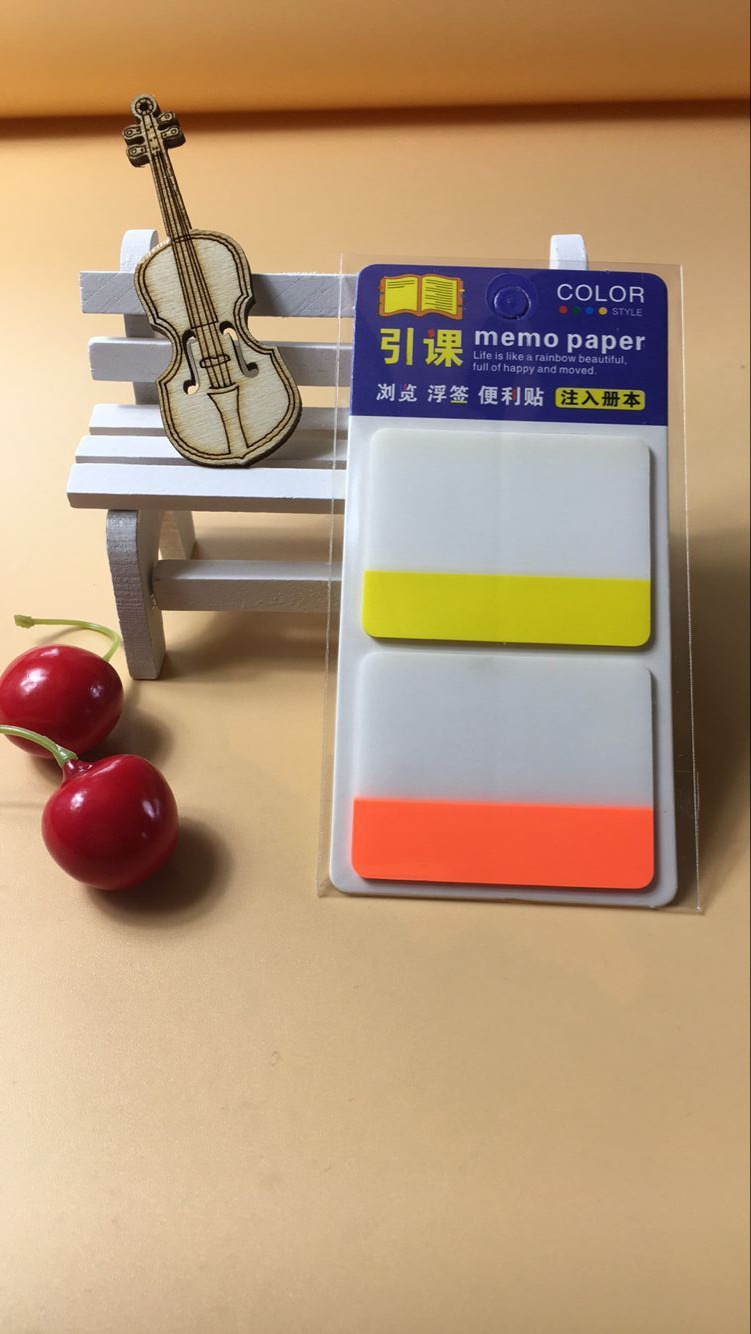 COLOR
STYLE
引课
memo paper
Life is like a rainbow beautiful,
full of happy and moved.
浏览 浮签 便利贴 注入册本